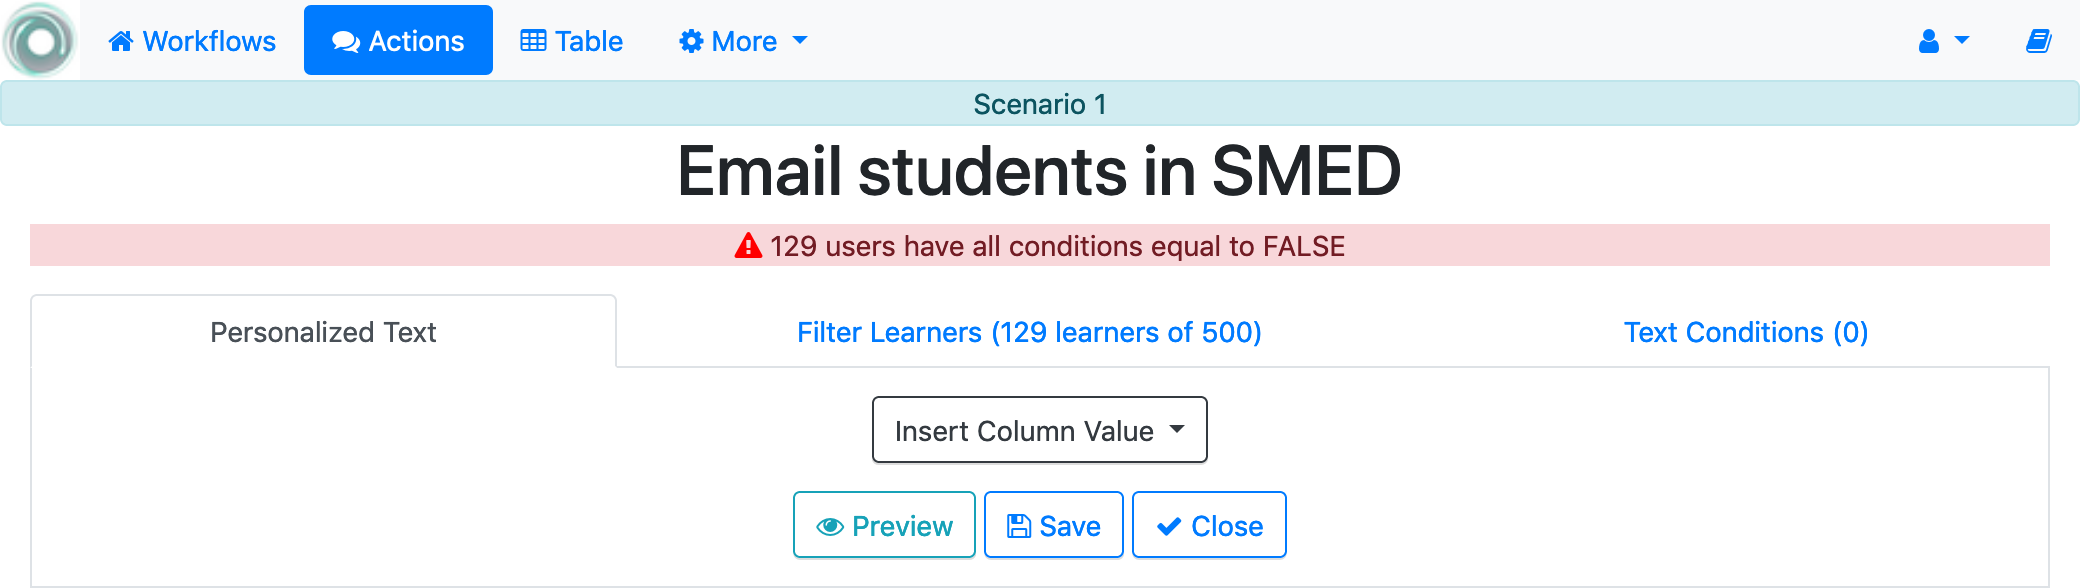 Workflows Actions Table More
Scenario 1
Email students in SMED
129 users have all conditions equal to FALSE
Personalized Text Filter Learners (129 learners of 500) Text Conditions (0)
Insert Column Value
Preview Save Close